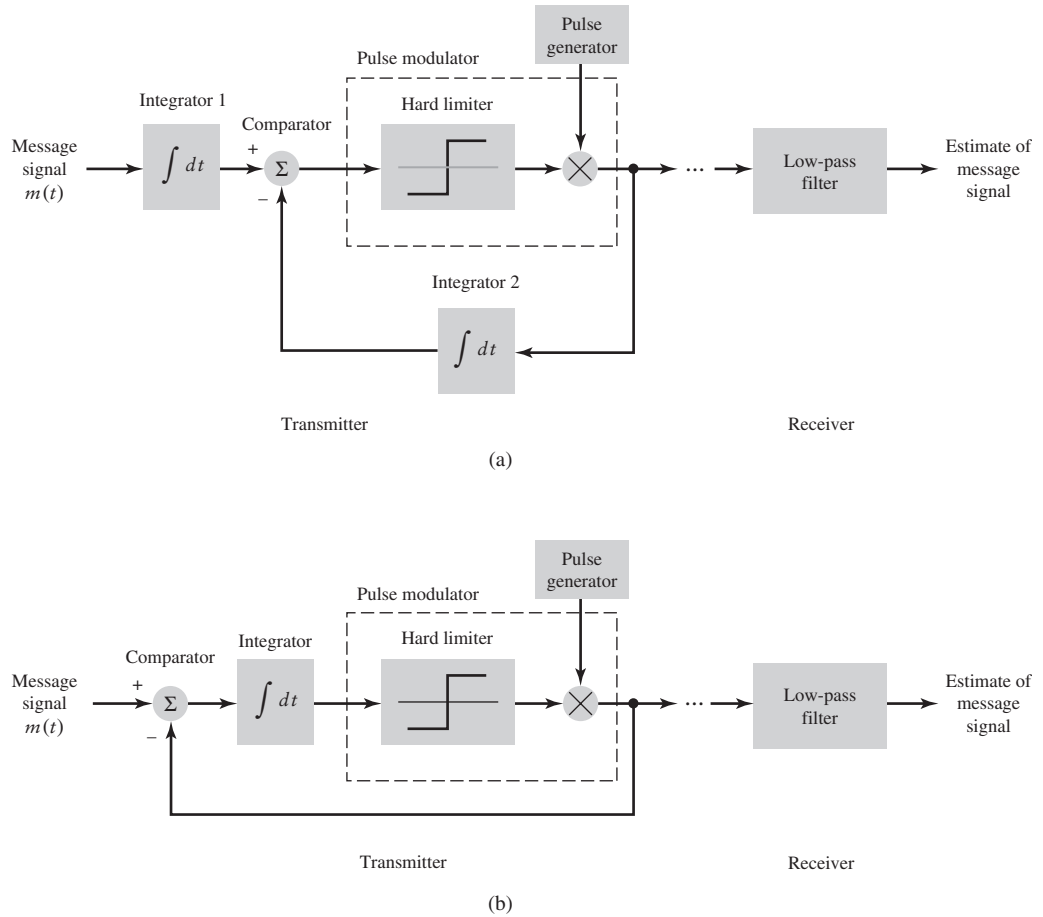 Pulse
generator
Pulse modulator
Integrator 1
Hard limiter
Comparator
Message
signal
m(t)
∫ dt
+
Σ
−
...
Low-pass
filter
Estimate of
message
signal
Integrator 2
∫ dt
Transmitter
Receiver
(a)
Pulse
generator
Pulse modulator
Integrator
Hard limiter
Comparator
Message
signal
m(t)
+
Σ
−
∫ dt
...
Low-pass
filter
Estimate of
message
signal
Transmitter
Receiver
(b)